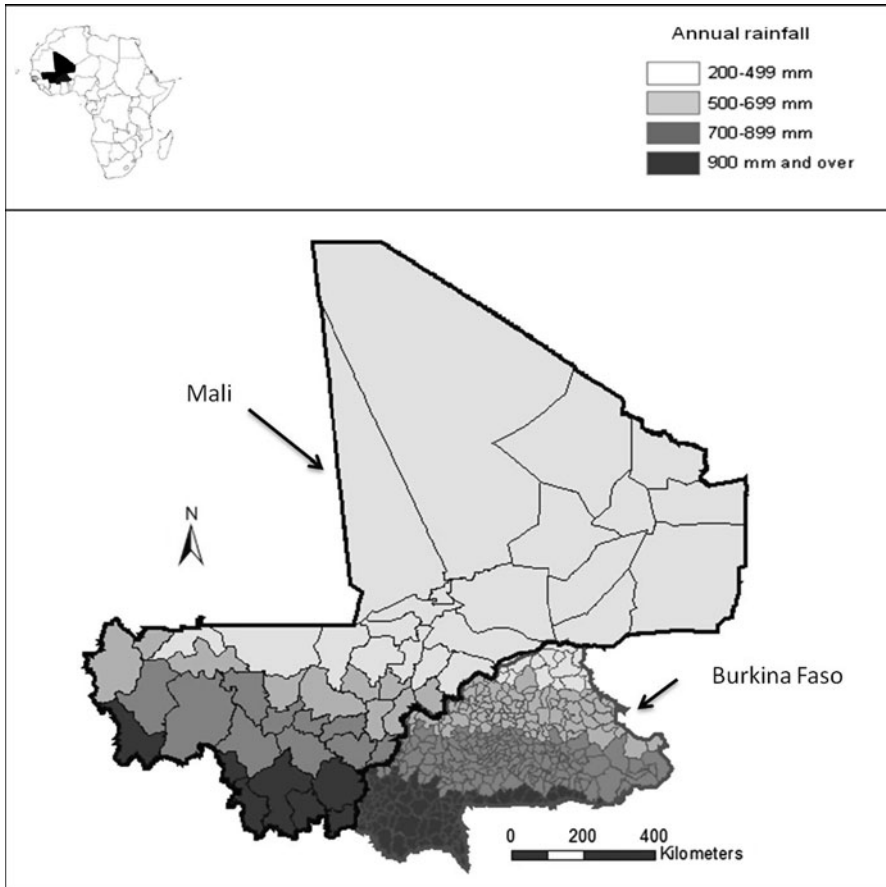 Annual rainfall
200-499 mm
500-699 mm
700-899 mm
900 mm and over
Mali
N
Burkina Faso
0 200 400
Kilometers